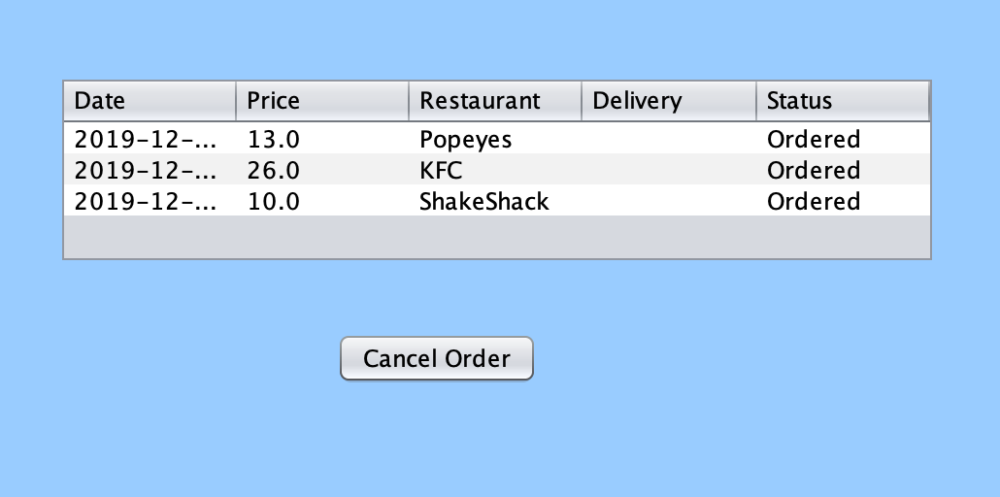 Date Price Restaurant Delivery Status
2019-12-... 13.0 Popeyes Ordered
2019-12-... 26.0 KFC Ordered
2019-12-... 10.0 ShakeShack Ordered
Cancel Order